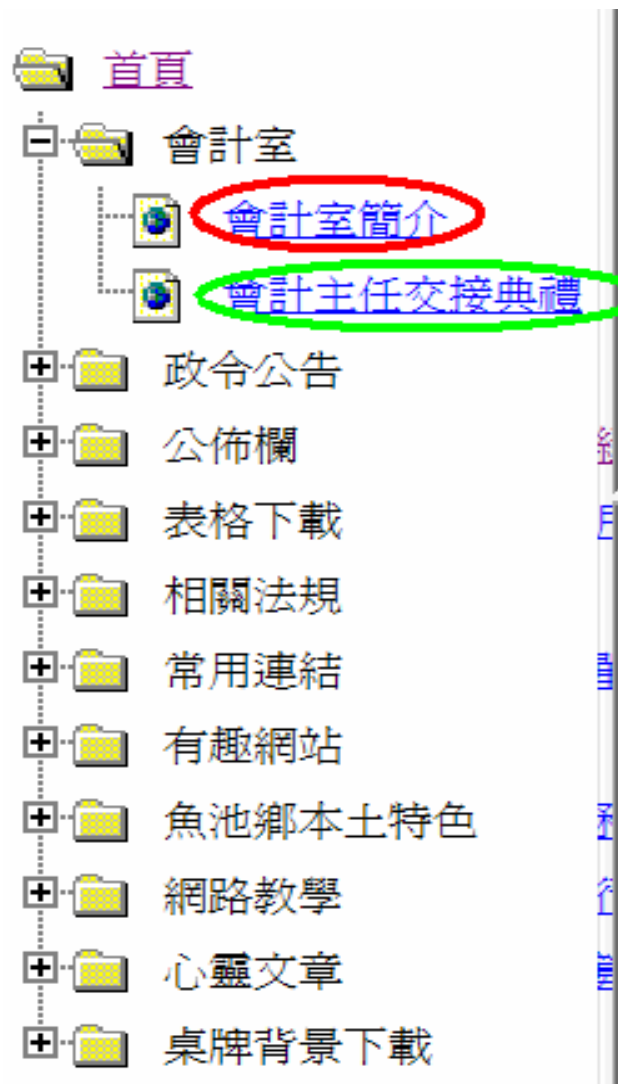 首頁
會計室
會計室簡介
會計主任交接典禮
政令公告
公佈欄
表格下載
相關法規
常用連結
有趣網站
魚池鄉本土特色
網路教學
心靈文章
桌牌背景下載